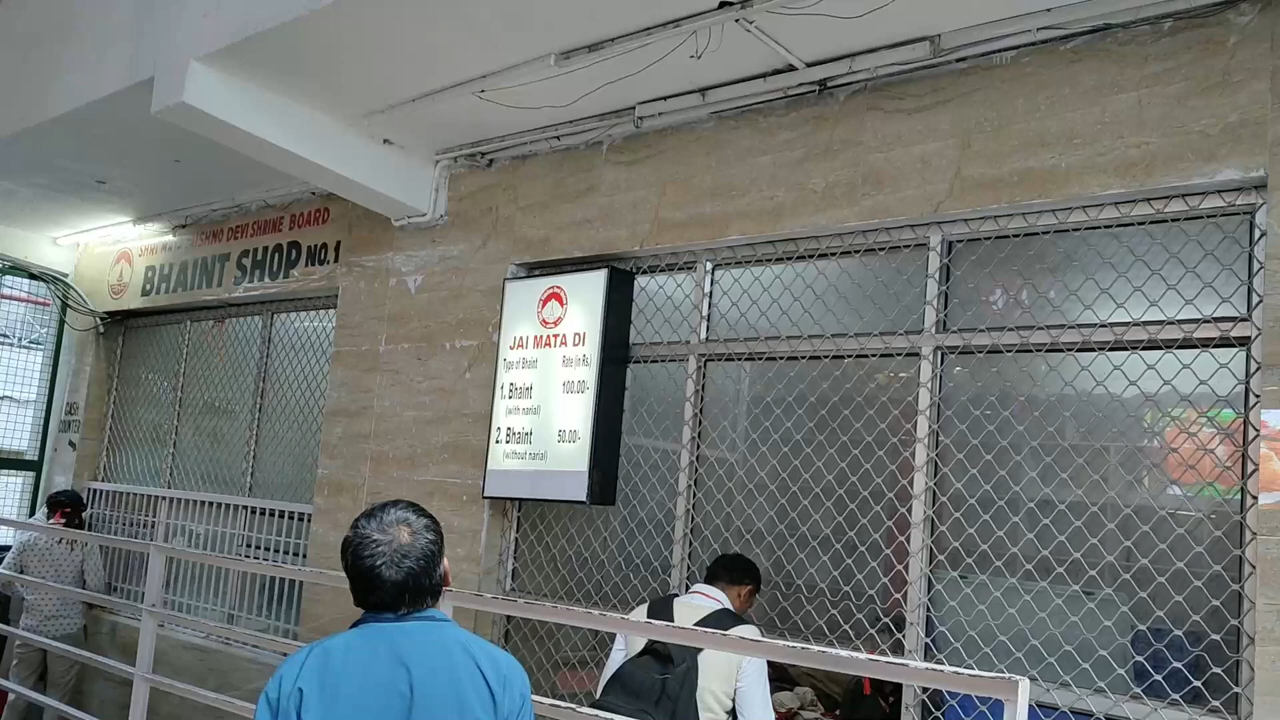 SHRI MATA VAISHNO DEVI SHRINE BOARD
BHAINT SHOP NO.1
CASH
COUNTER
JAI MATA DI
Type of Bhaint Rate (in Rs.)
1. Bhaint 100.00/-
(with narial)
2. Bhaint 50.00/-
(without narial)